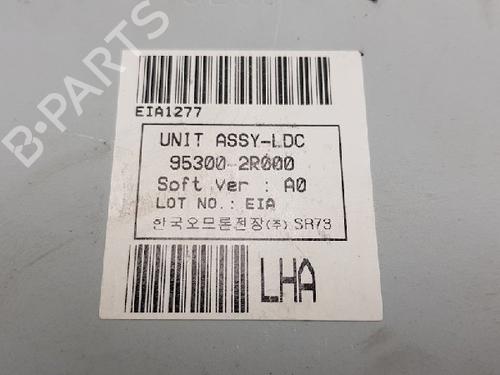 EIA1277
UNIT ASSY-LDC
95300-2R000
Soft Ver : A0
LOT NO.: EIA
한국오므론전장(주) SR73
LHA